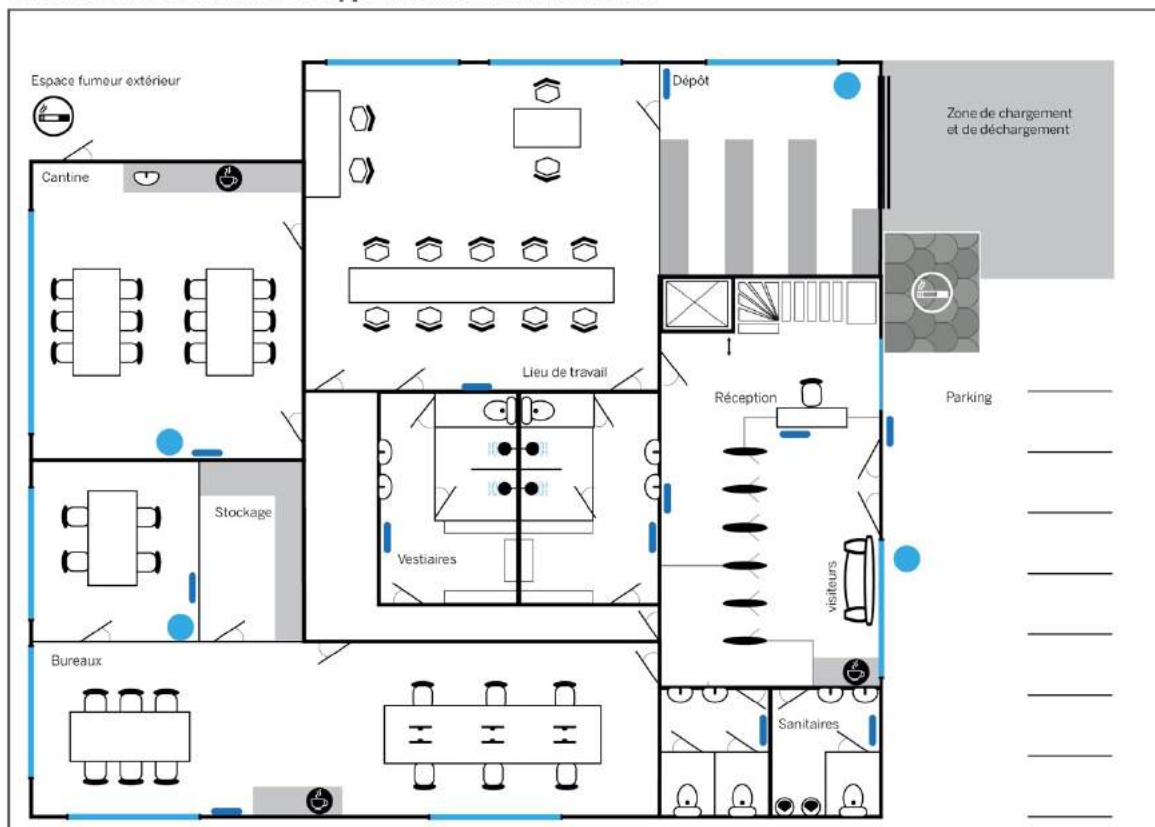 Espace fumeur extérieur
Dépôt
Zone de chargement
et de déchargement
Cantine
Lieu de travail
Réception
Parking
Stockage
Vestiaires
visiteurs
Bureaux
Sanitaires